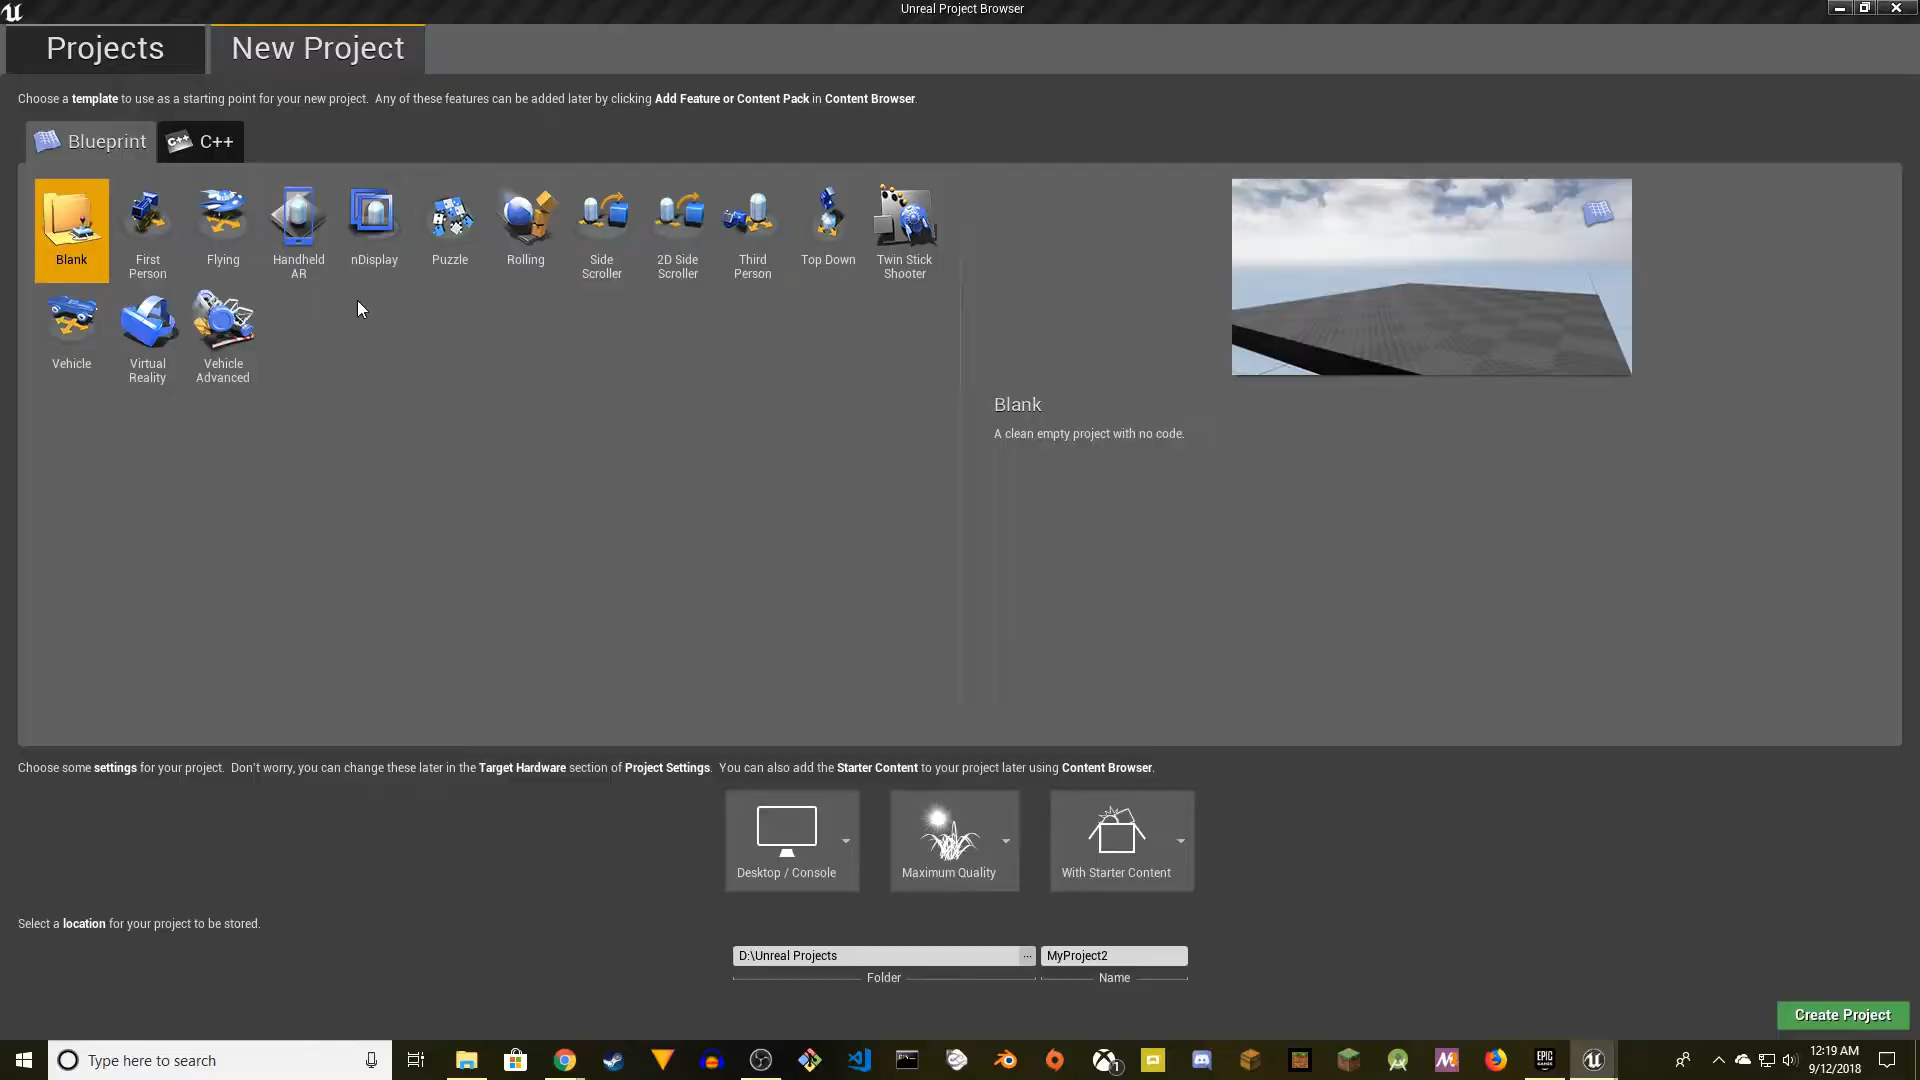 Unreal Project Browser
Projects
New Project
Choose a template to use as a starting point for your new project. Any of these features can be added later by clicking Add Feature or Content Pack in Content Browser.
Blueprint
C++
C++
Blank
First
Person
Flying
Handheld
AR
nDisplay
Puzzle
Rolling
Side
Scroller
2D Side
Scroller
Third
Person
Top Down
Twin Stick
Shooter
Vehicle
Virtual
Reality
Vehicle
Advanced
Blank
A clean empty project with no code.
Choose some settings for your project. Don't worry, you can change these later in the Target Hardware section of Project Settings. You can also add the Starter Content to your project later using Content Browser.
Desktop / Console
Maximum Quality
With Starter Content
Select a location for your project to be stored.
D:\Unreal Projects
...
MyProject2
Folder
Name
Create Project
Type here to search
1
EPIC
GAMES
12:19 AM
9/12/2018